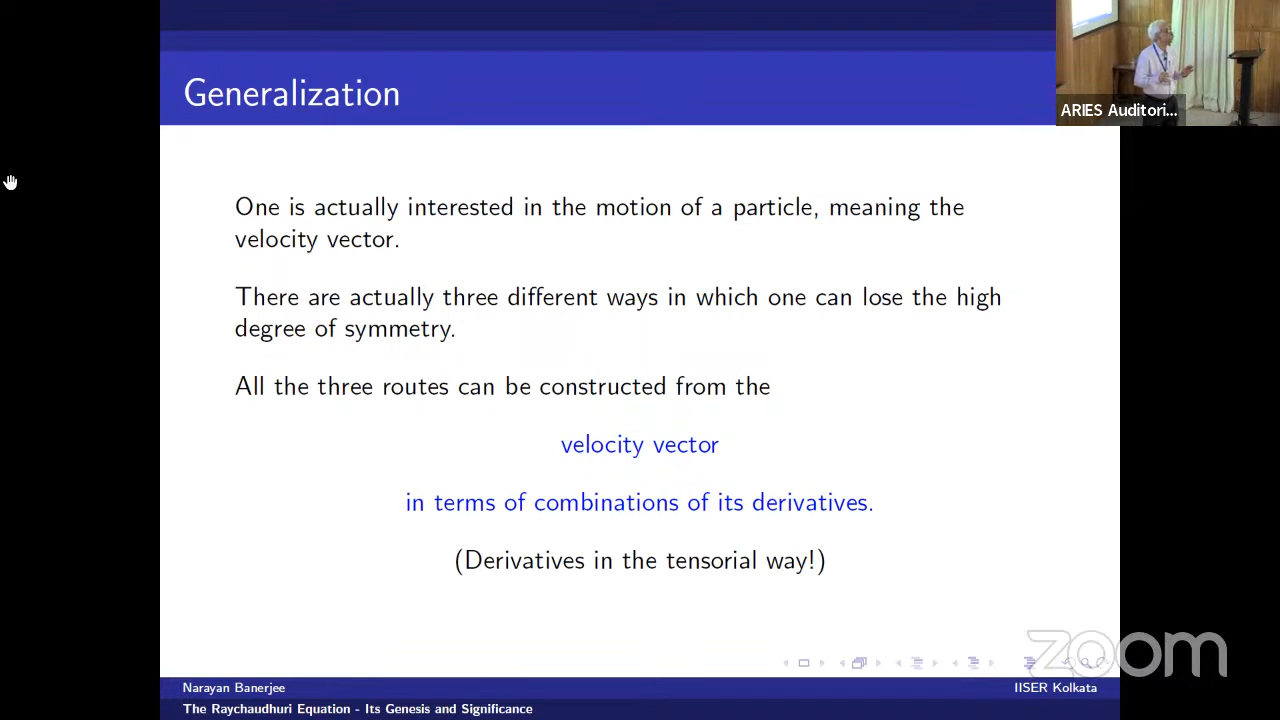 Generalization
ARIES Auditori...
One is actually interested in the motion of a particle, meaning the
velocity vector.
There are actually three different ways in which one can lose the high
degree of symmetry.
All the three routes can be constructed from the
velocity vector
in terms of combinations of its derivatives.
(Derivatives in the tensorial way!)
zoom
Narayan Banerjee
IISER Kolkata
The Raychaudhuri Equation - Its Genesis and Significance